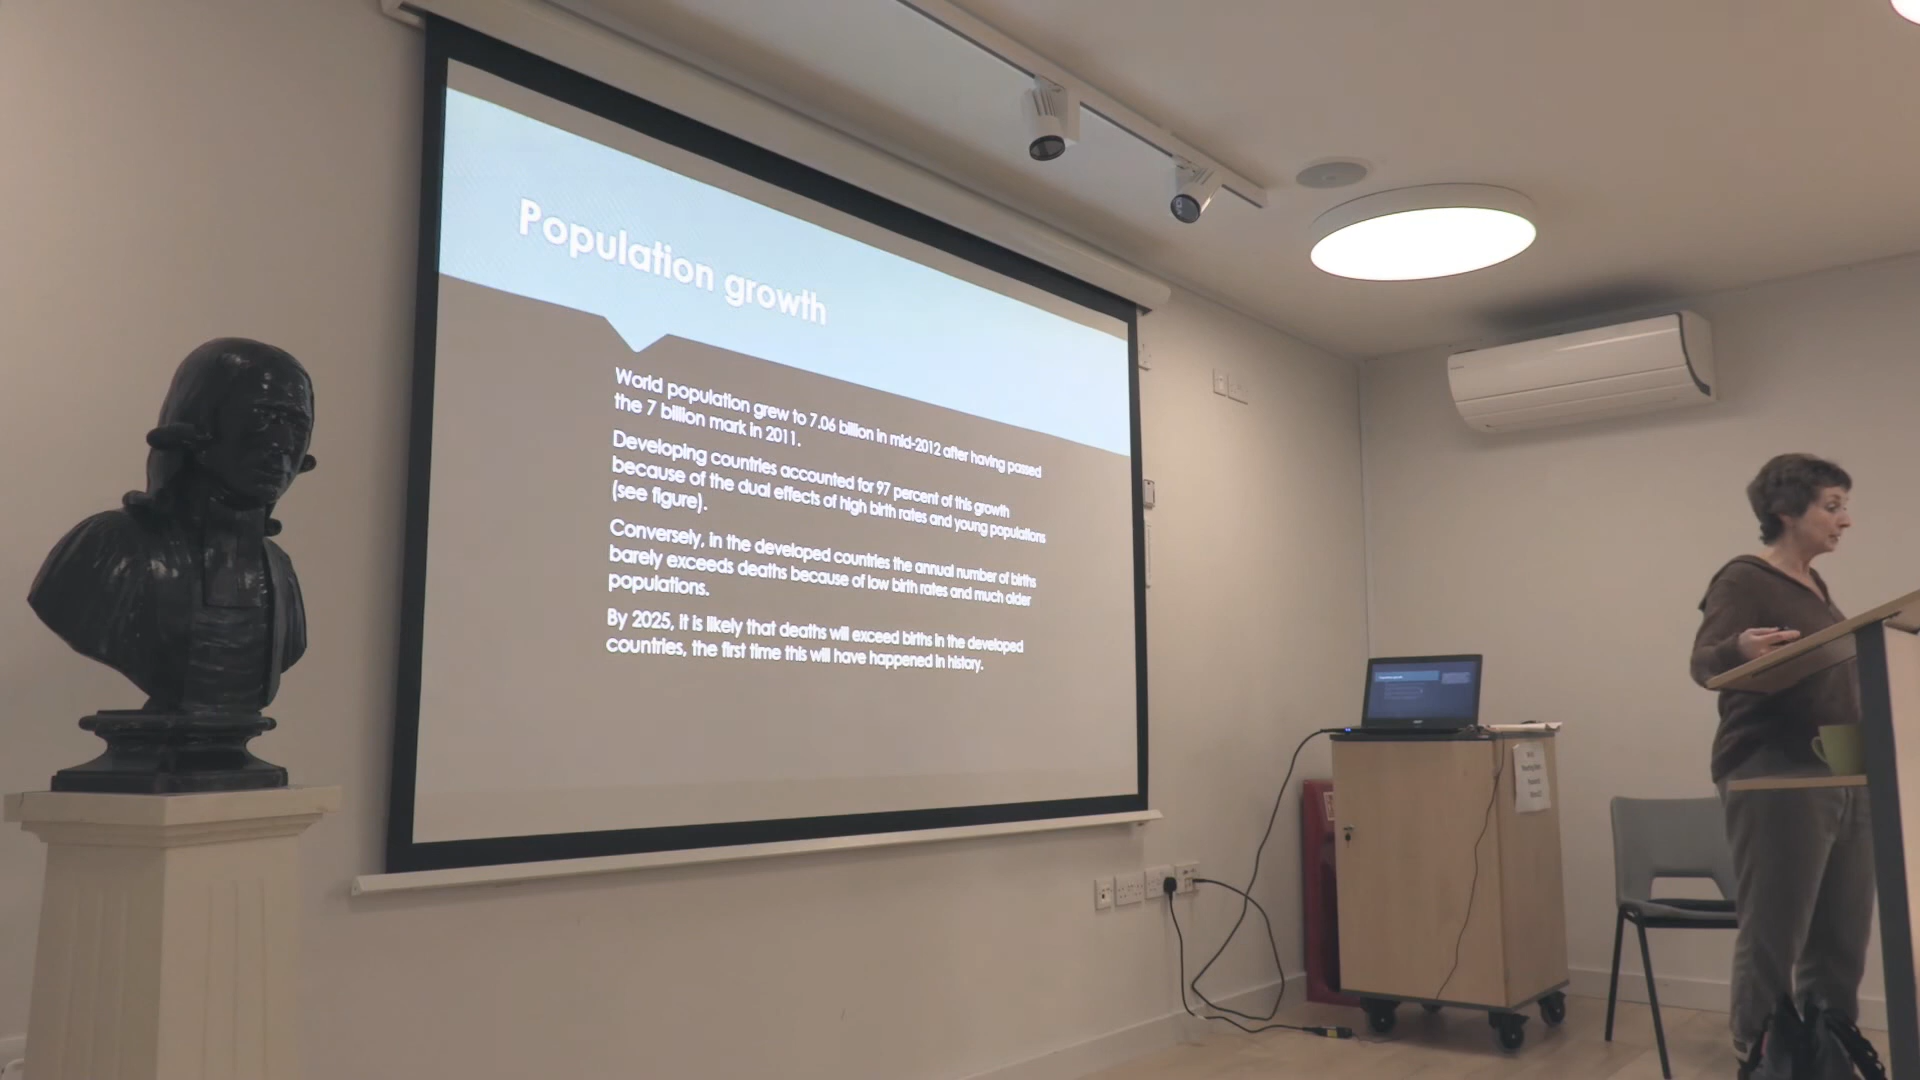 Population growth
World population grew to 7.06 billion in mid-2012 after having passed
the 7 billion mark in 2011.
Developing countries accounted for 97 percent of this growth
because of the dual effects of high birth rates and young populations
(see figure).
Conversely, in the developed countries the annual number of births
barely exceeds deaths because of low birth rates and much older
populations.
By 2025, it is likely that deaths will exceed births in the developed
countries, the first time this will have happened in history.